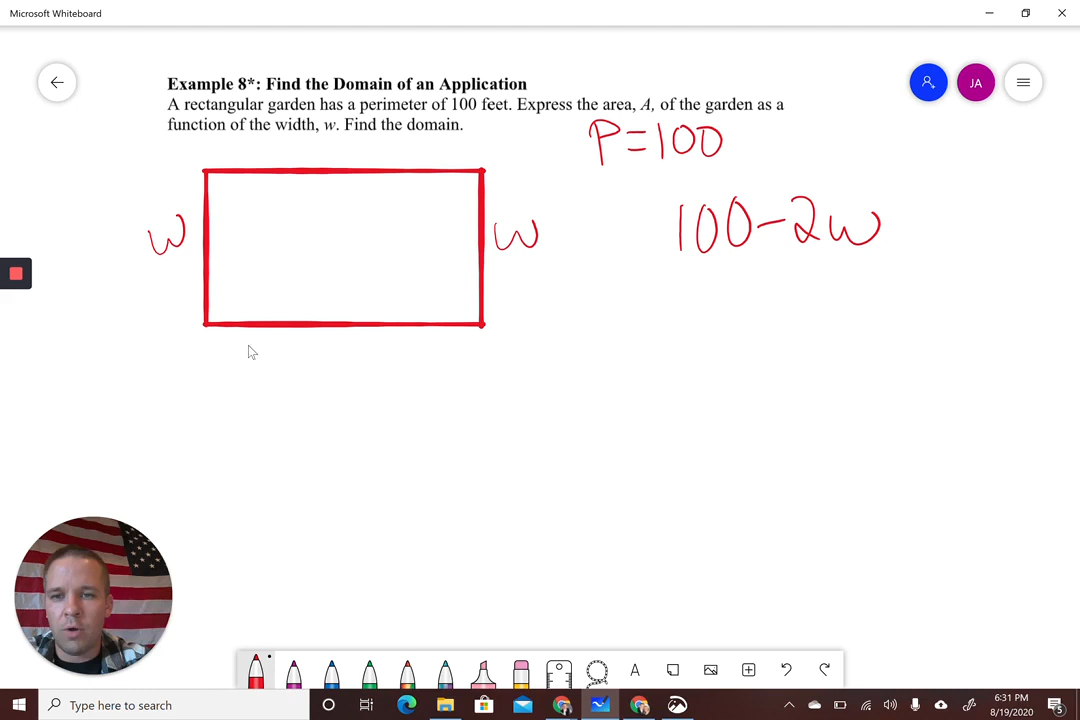 Microsoft Whiteboard
Example 8*: Find the Domain of an Application
A rectangular garden has a perimeter of 100 feet. Express the area, A, of the garden as a
function of the width, w. Find the domain.
P=100
JA
W
W
100-2w
A
Type here to search
6:31 PM
8/19/2020
5